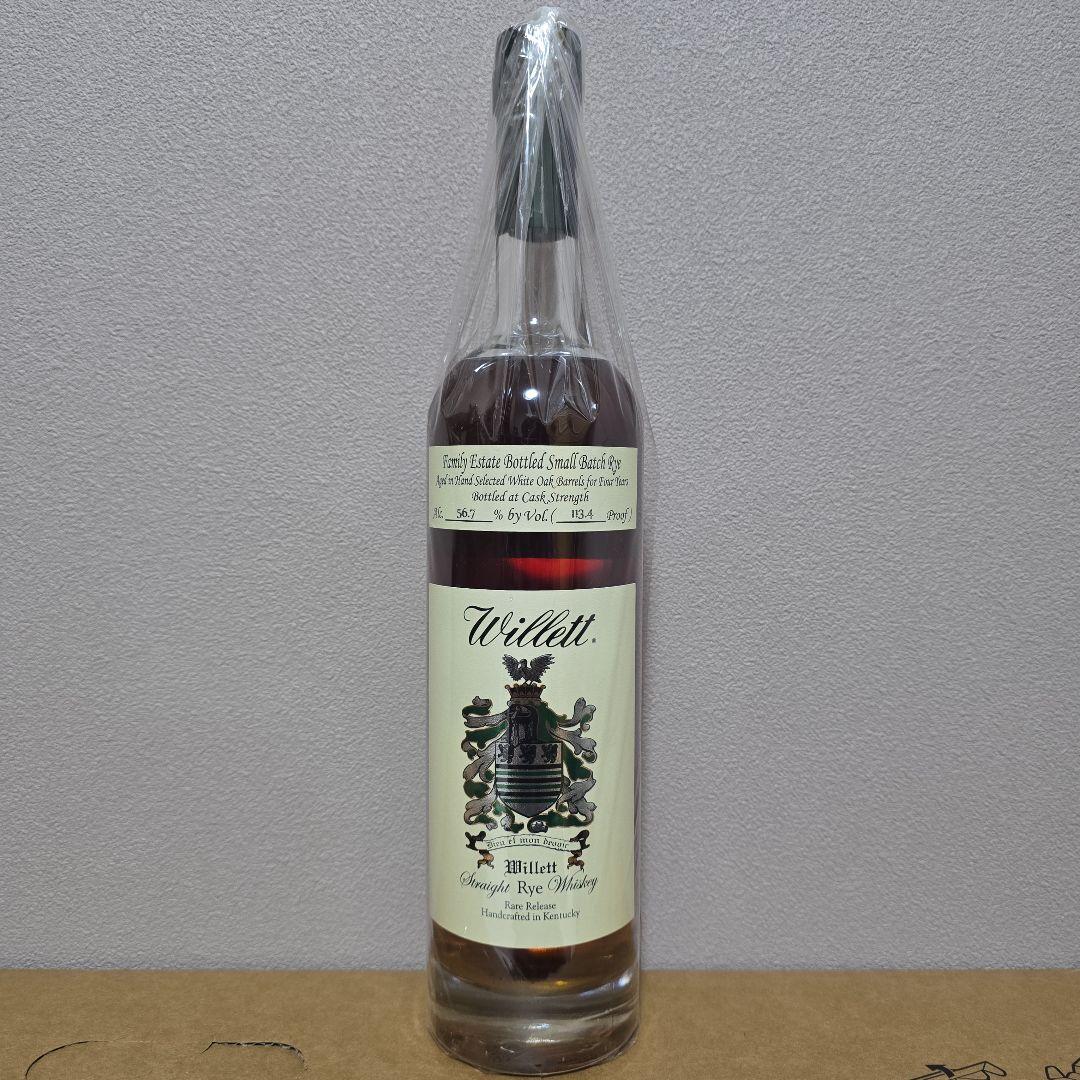 Family Estate Bottled Small Batch Rye
Aged in Hand Selected White Oak Barrels for Four Years
Bottled at Cask Strength
Alc. 56.7 % by Vol. ( 113.4 Proof )
Willett®
Dieu et mon devoir
Willett
Straight Rye Whiskey
Rare Release
Handcrafted in Kentucky